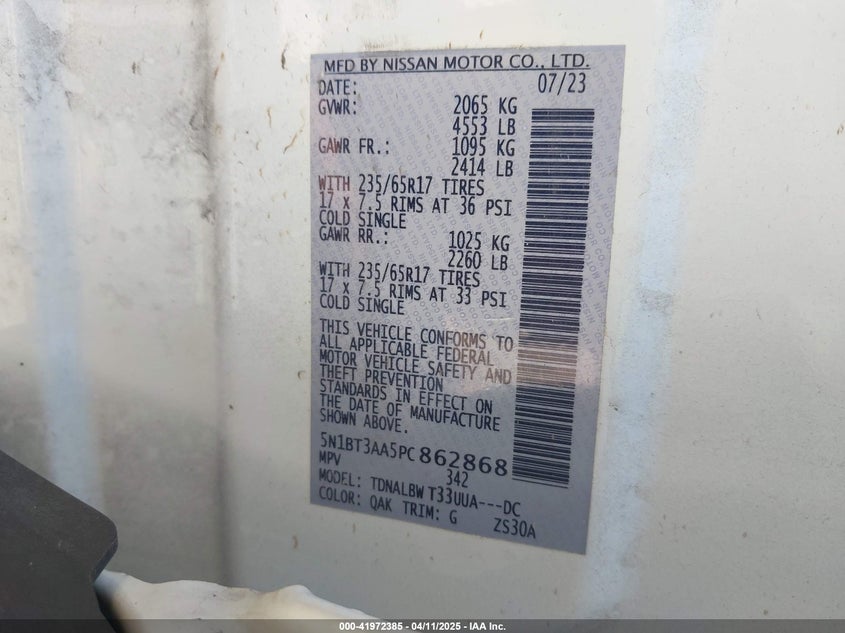 MFD BY NISSAN MOTOR CO., LTD.
DATE: 07/23
GVWR: 2065 KG
4553 LB
GAWR FR.: 1095 KG
2414 LB
WITH 235/65R17 TIRES
17 x 7.5 RIMS AT 36 PSI
COLD SINGLE
GAWR RR.: 1025 KG
2260 LB
WITH 235/65R17 TIRES
17 x 7.5 RIMS AT 33 PSI
COLD SINGLE
THIS VEHICLE CONFORMS TO
ALL APPLICABLE FEDERAL
MOTOR VEHICLE SAFETY AND
THEFT PREVENTION
STANDARDS IN EFFECT ON
THE DATE OF MANUFACTURE
SHOWN ABOVE.
5N1BT3AA5PC862868
MPV 342
MODEL: TDNALBW T33UUA---DC
COLOR: QAK TRIM: G ZS30A
000-41972385 - 04/11/2025 - IAA Inc.